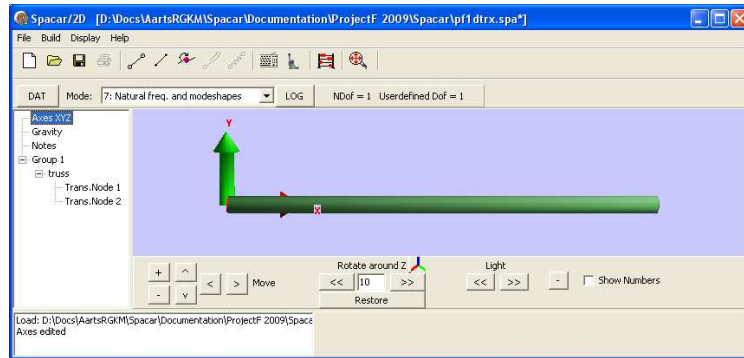 Spacar/2D [D:\Docs\AartsRGKM\Spacar\Documentation\ProjectF 2009\Spacar\pf1dtrx.spa*]
File Build Display Help
DAT Mode: 7: Natural freq. and modeshapes LOG NDof = 1 Userdefined Dof = 1
Axes XYZ
Gravity
Notes
Group 1
truss
Trans.Node 1
Trans.Node 2
Y
X
Rotate around Z Light
+ ^ < > Move << 10 >> << >> - Show Numbers
- v Restore
Load: D:\Docs\AartsRGKM\Spacar\Documentation\ProjectF 2009\Spaca
Axes edited